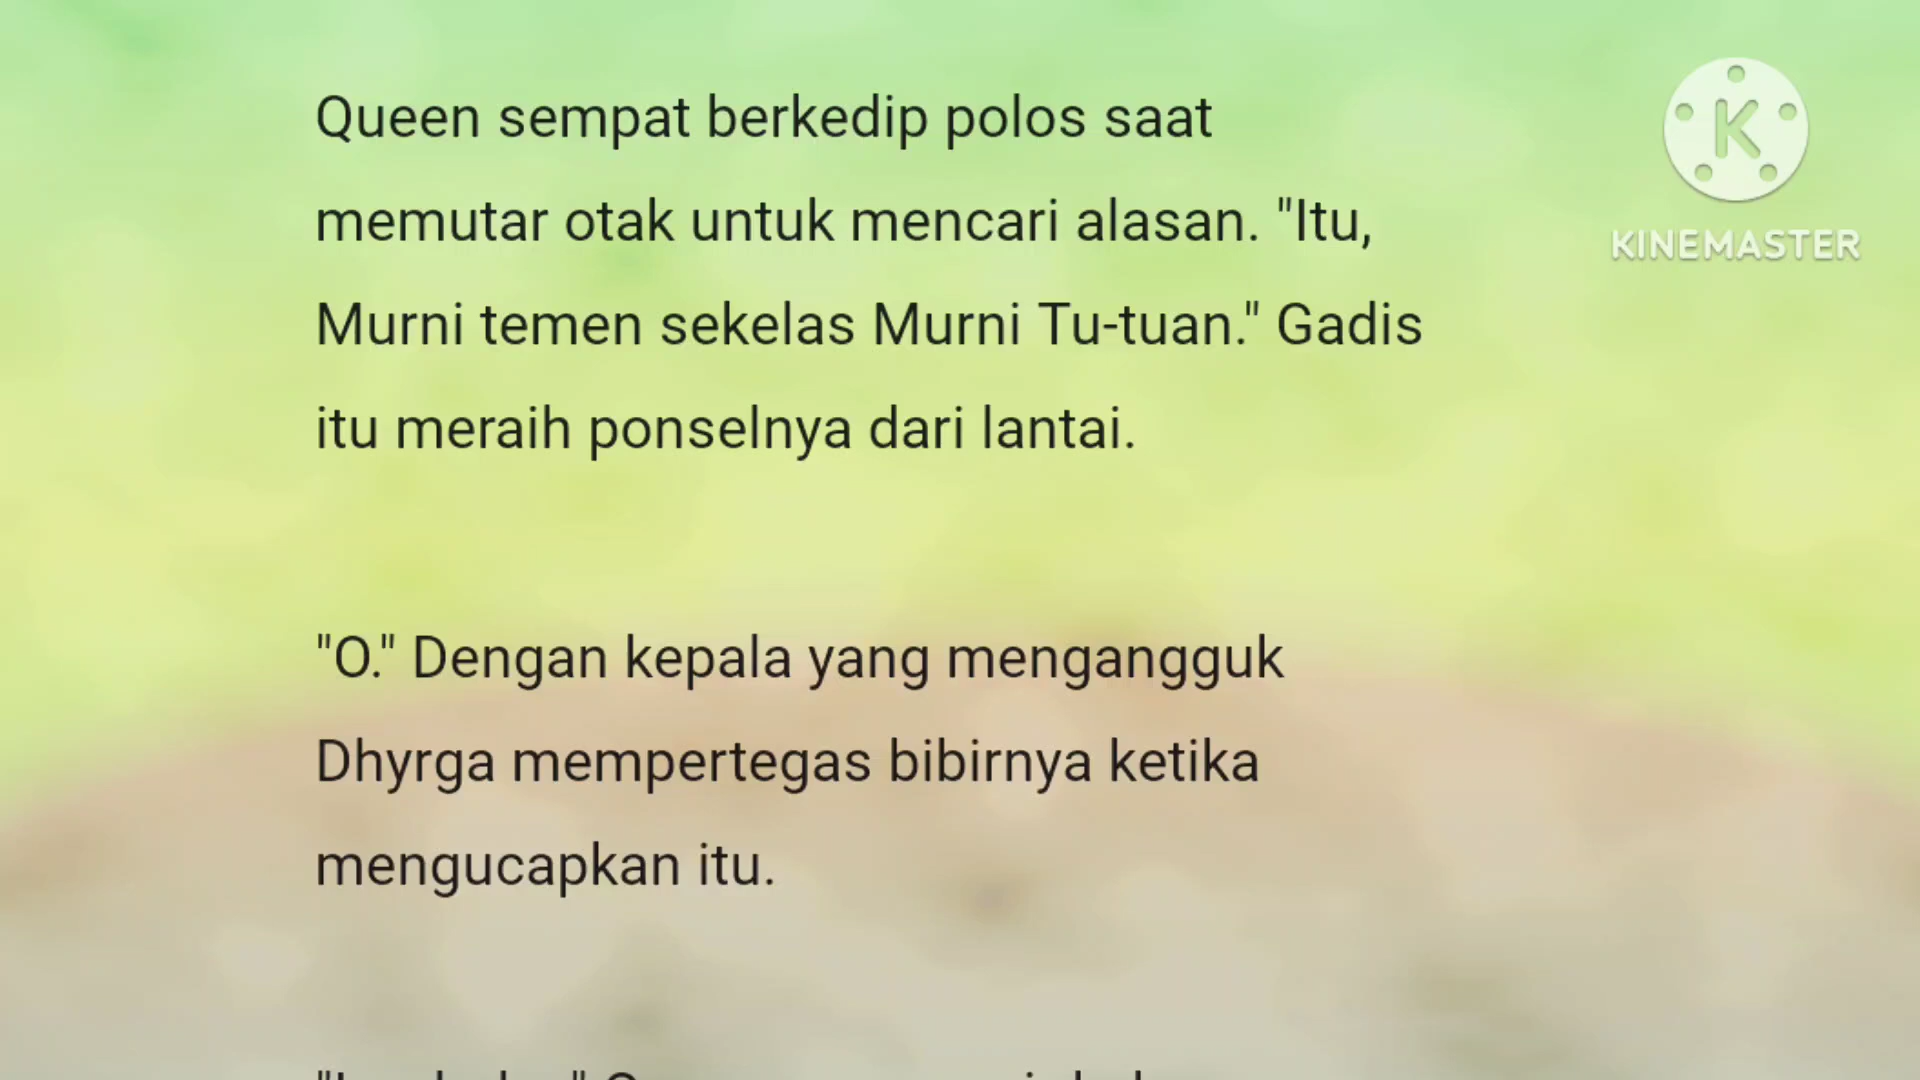 Queen sempat berkedip polos saat
memutar otak untuk mencari alasan. "Itu,
Murni temen sekelas Murni Tu-tuan." Gadis
itu meraih ponselnya dari lantai.
"O." Dengan kepala yang mengangguk
Dhyrga mempertegas bibirnya ketika
mengucapkan itu.
K
KINEMASTER